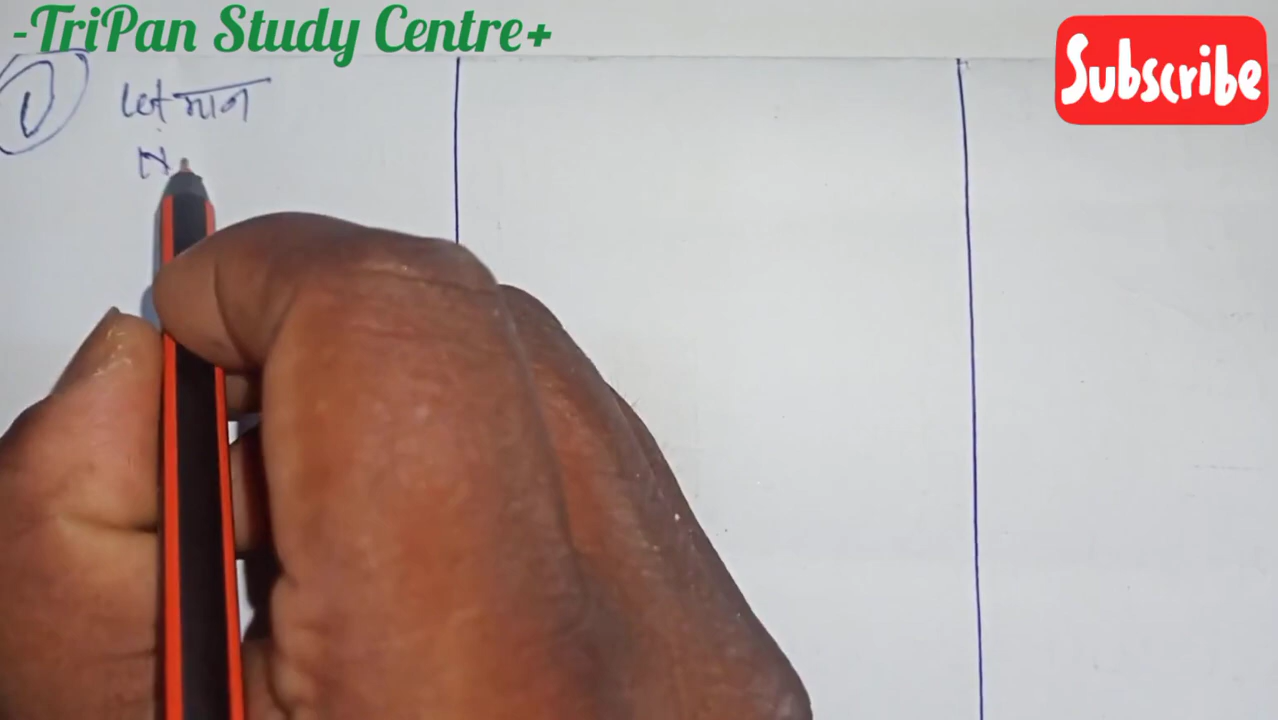 -TriPan Study Centre+
Subscribe
① Let मान
N